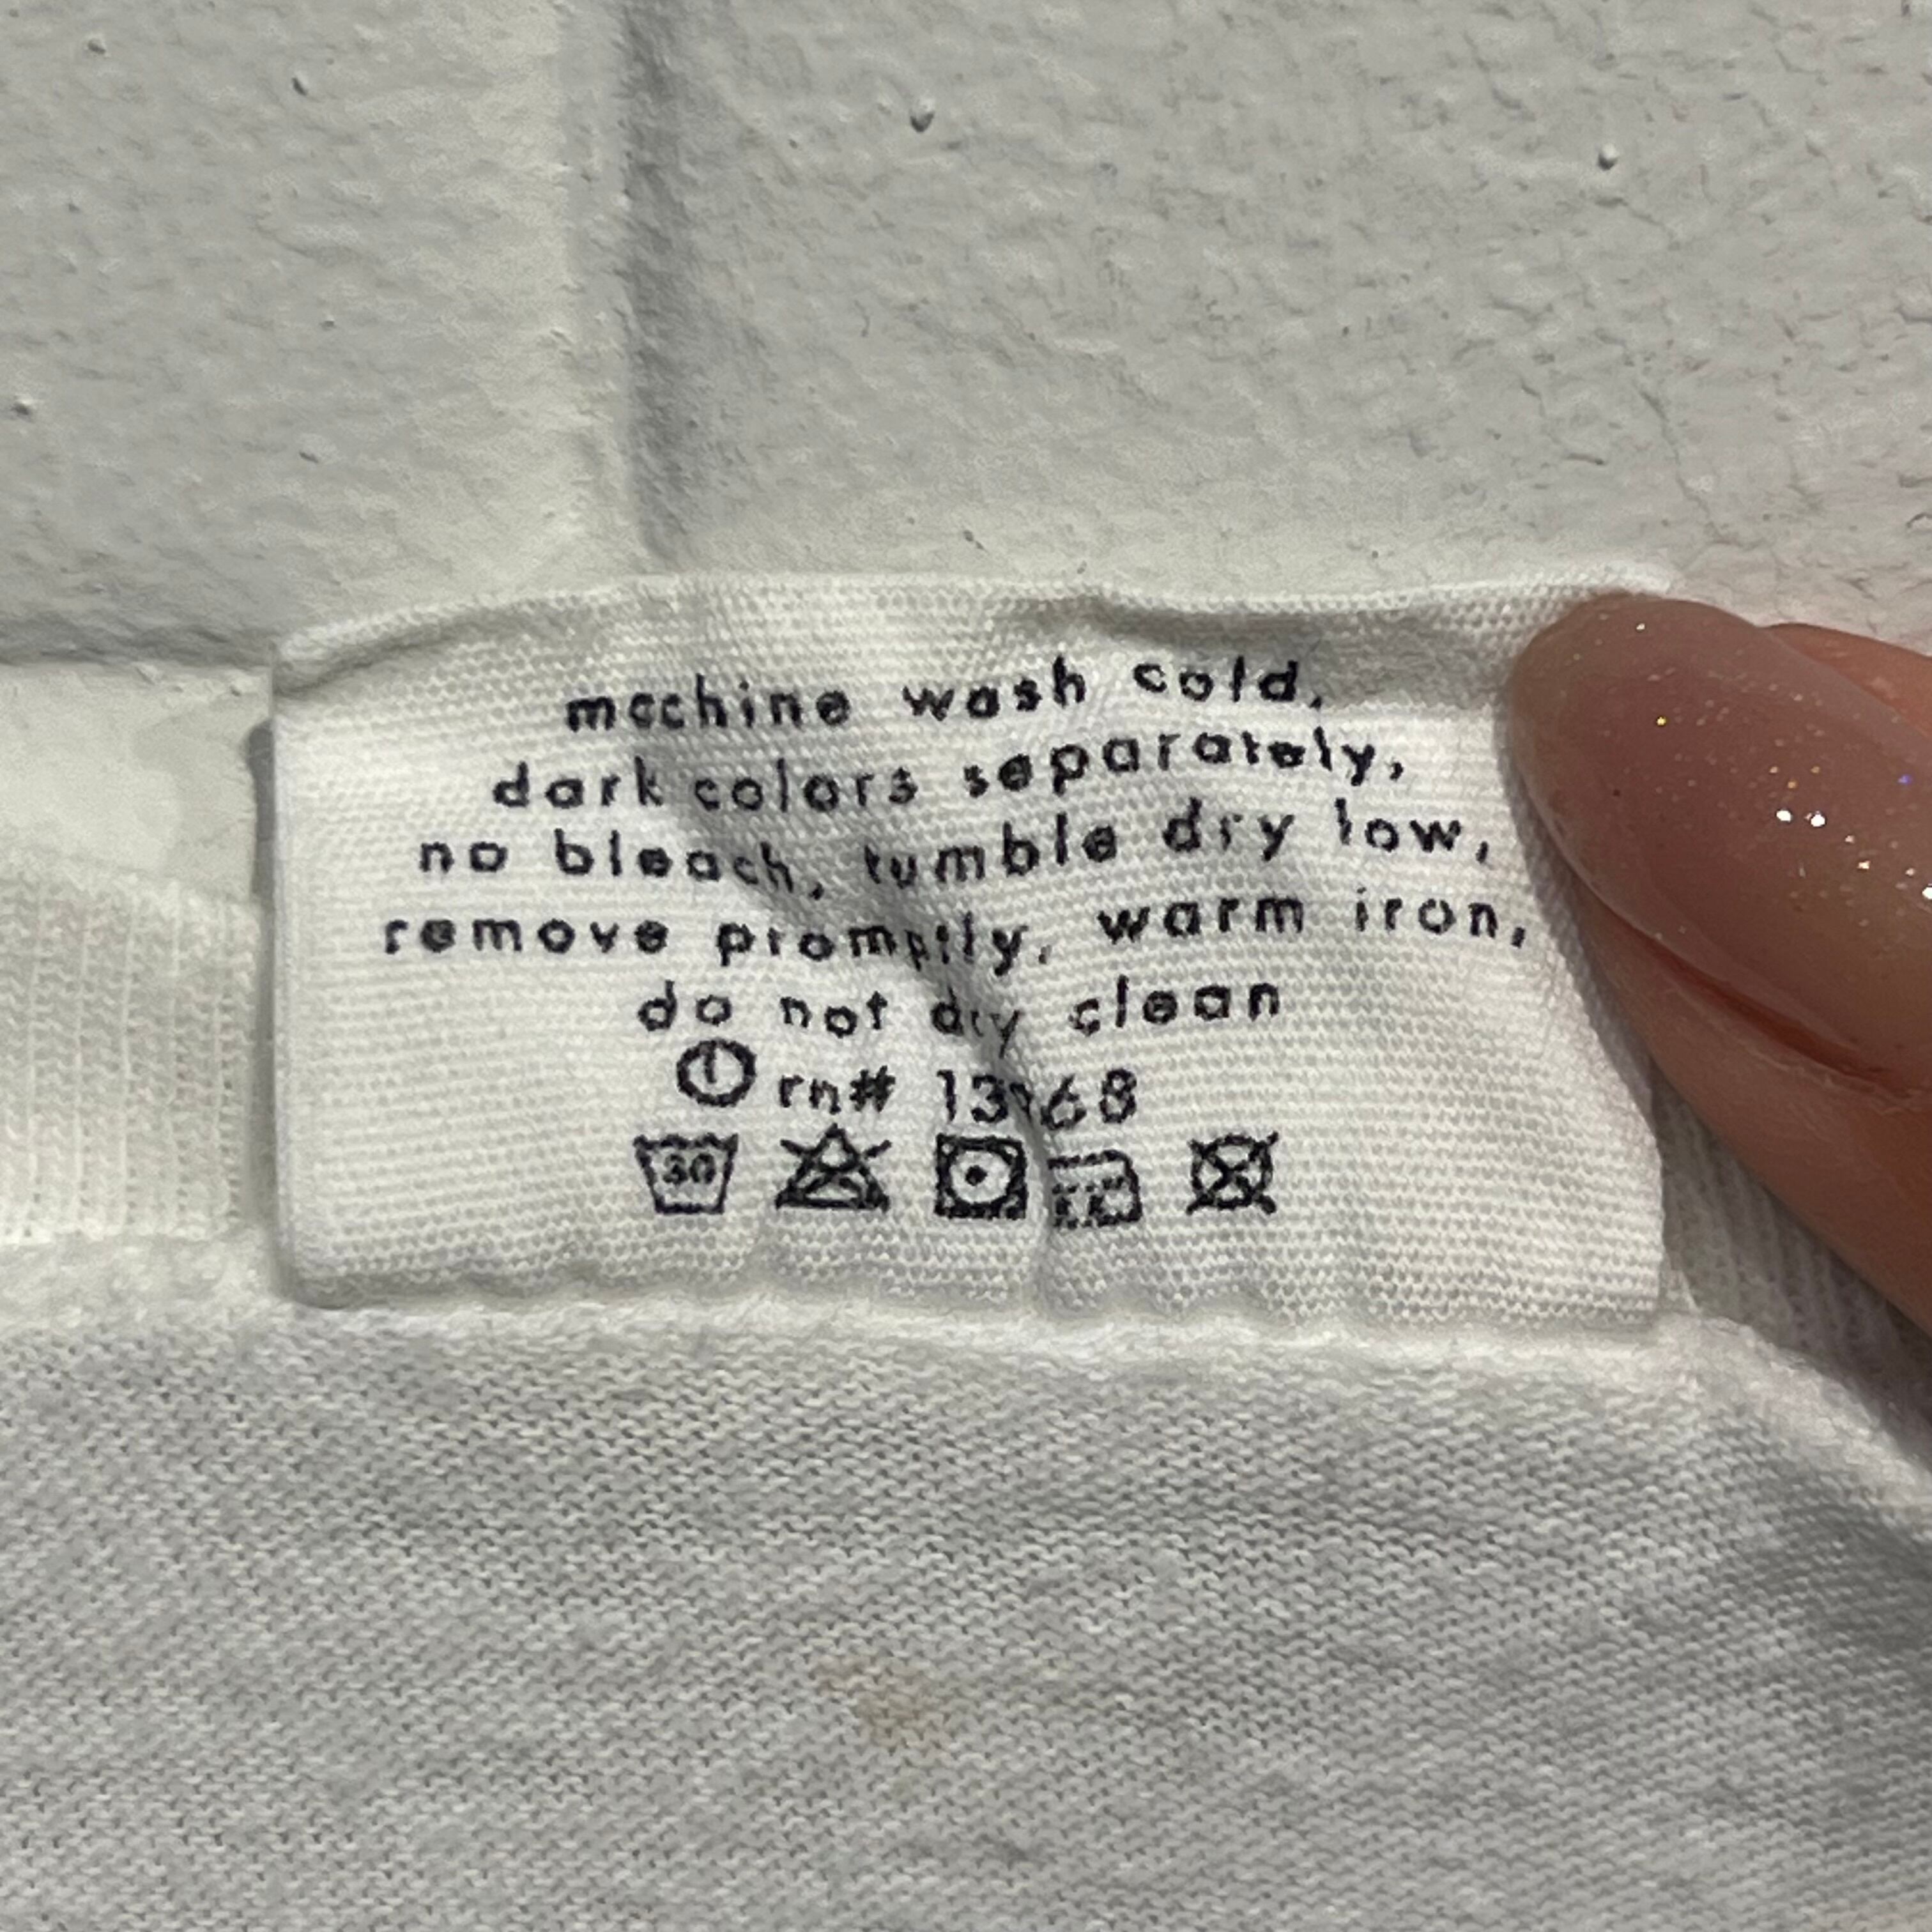 machine wash cold,
dark colors separately,
no bleach, tumble dry low,
remove promptly, warm iron,
do not dry clean
rn#
30